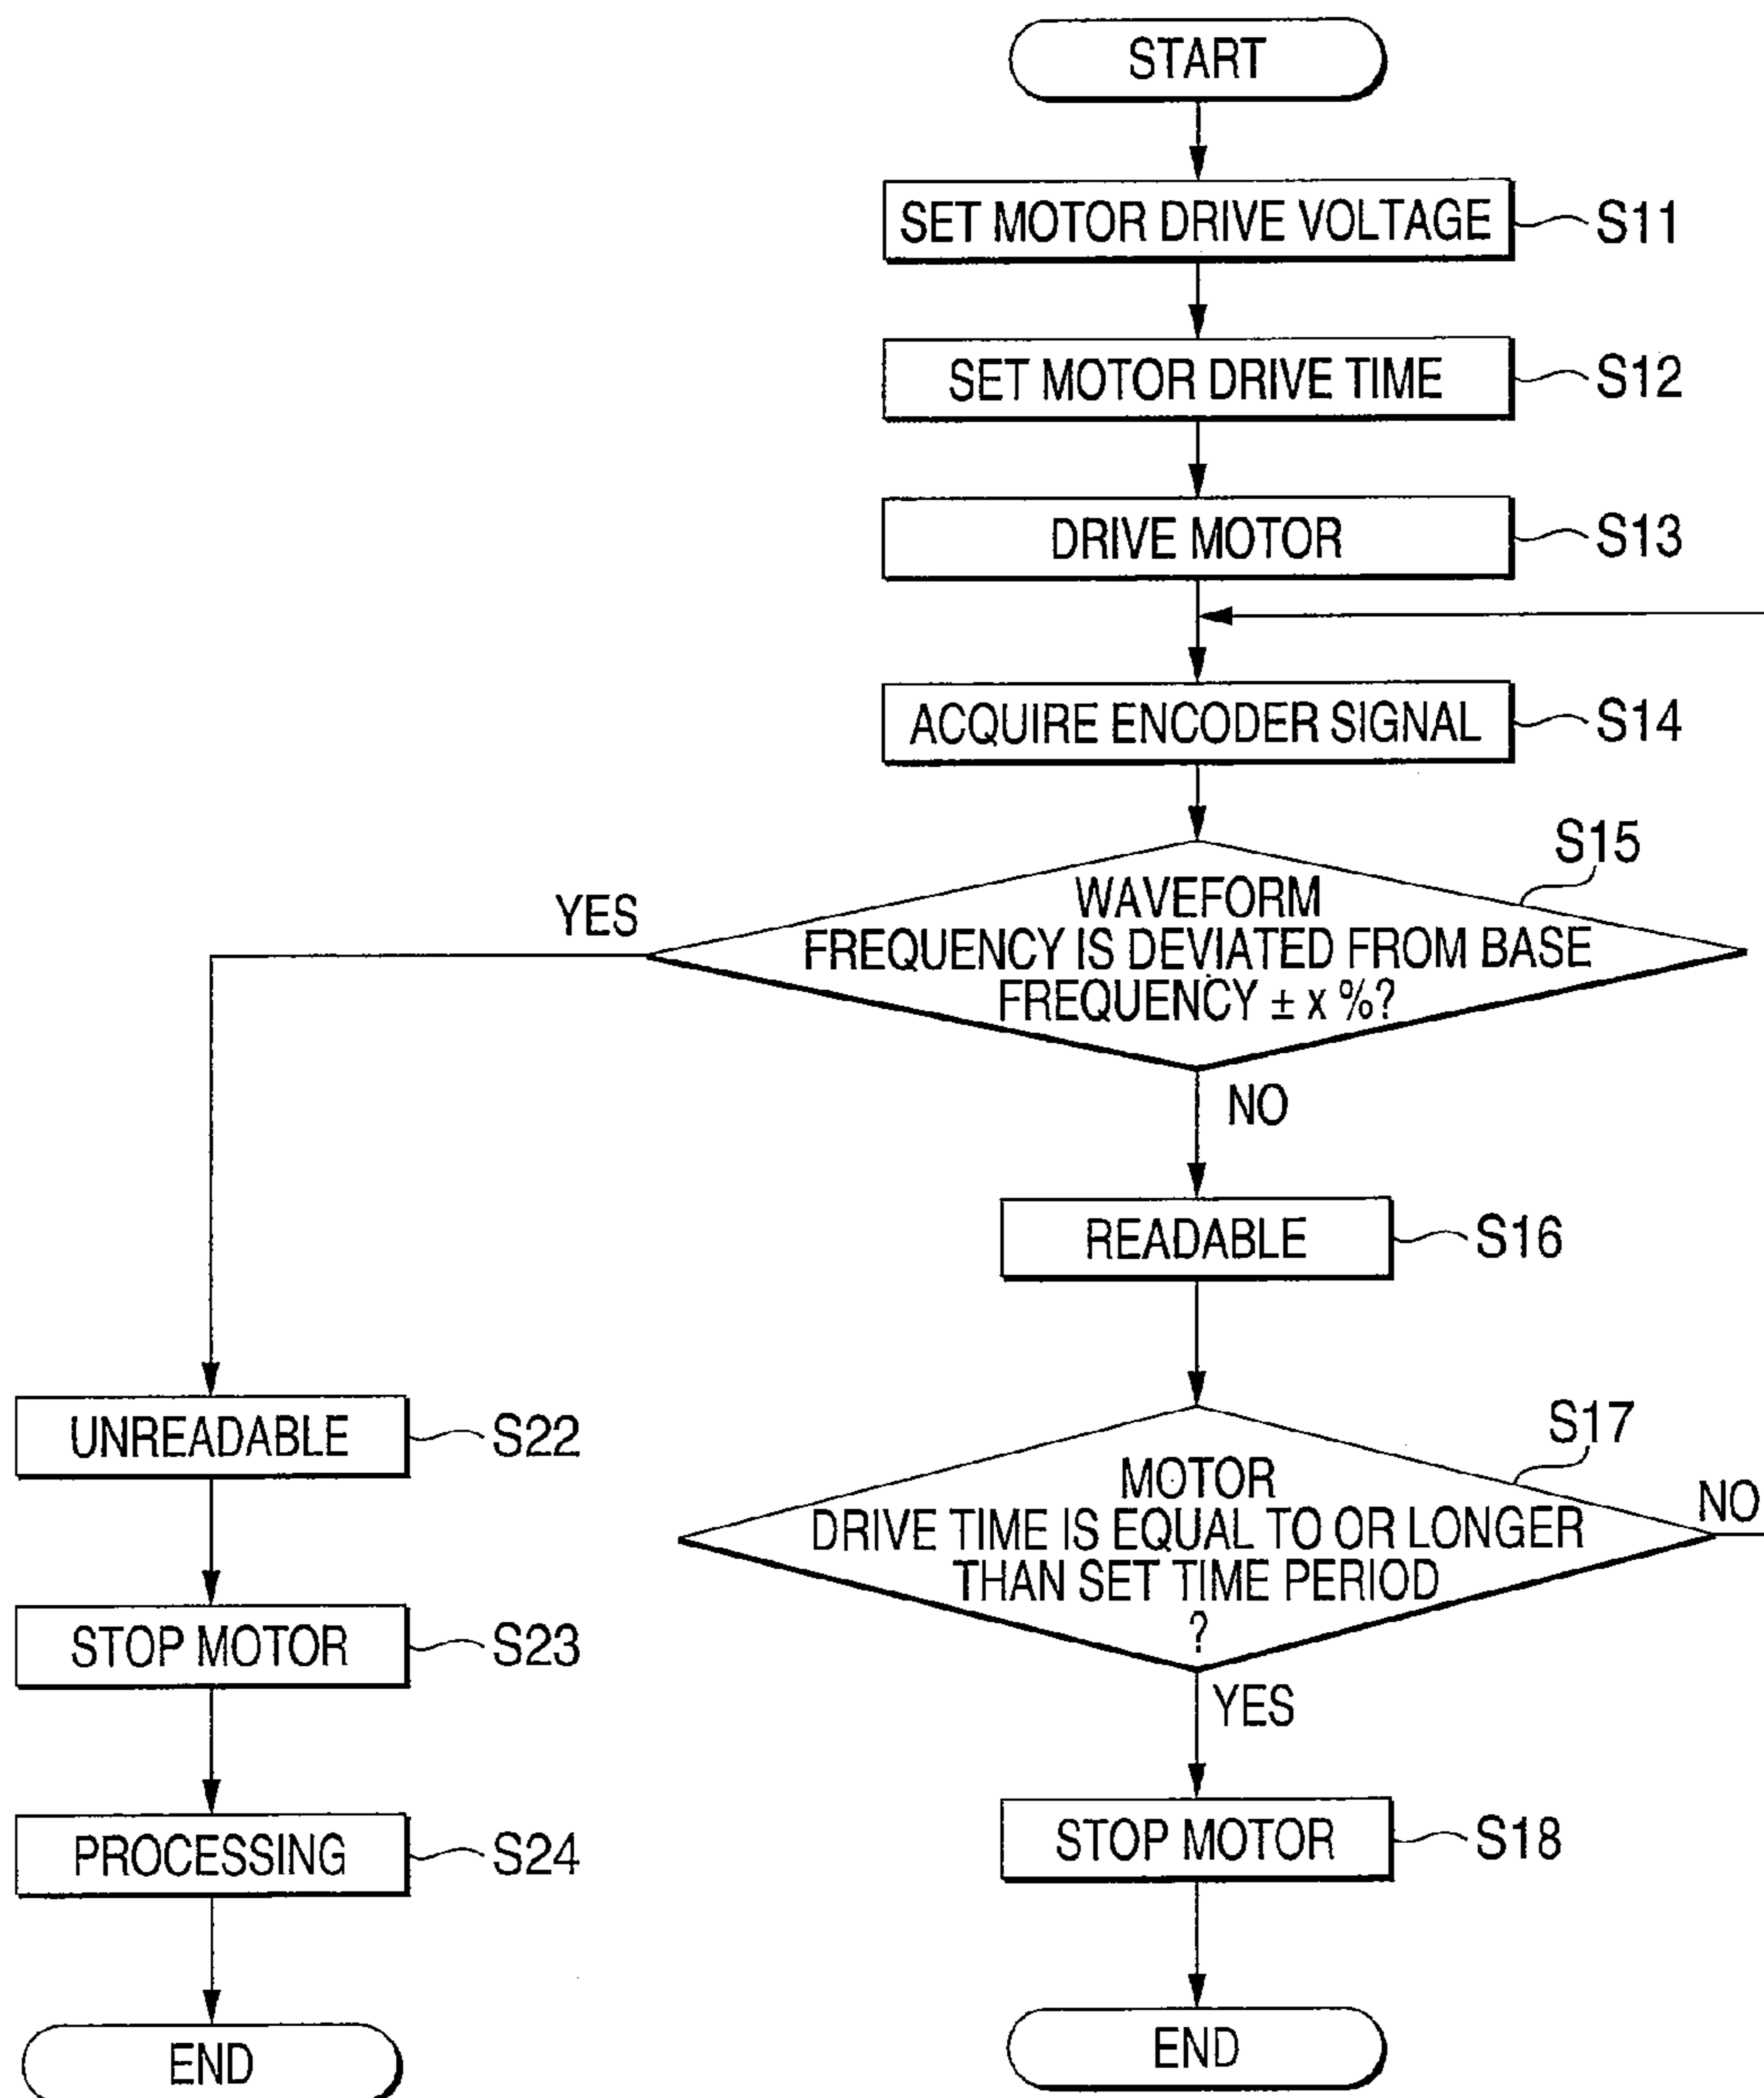 START
SET MOTOR DRIVE VOLTAGE
S11
SET MOTOR DRIVE TIME
S12
DRIVE MOTOR
S13
ACQUIRE ENCODER SIGNAL
S14
S15
YES
WAVEFORM
FREQUENCY IS DEVIATED FROM BASE
FREQUENCY ± x %?
NO
READABLE
S16
UNREADABLE
S22
S17
MOTOR
DRIVE TIME IS EQUAL TO OR LONGER
THAN SET TIME PERIOD
?
NO
STOP MOTOR
S23
YES
PROCESSING
S24
STOP MOTOR
S18
END
END